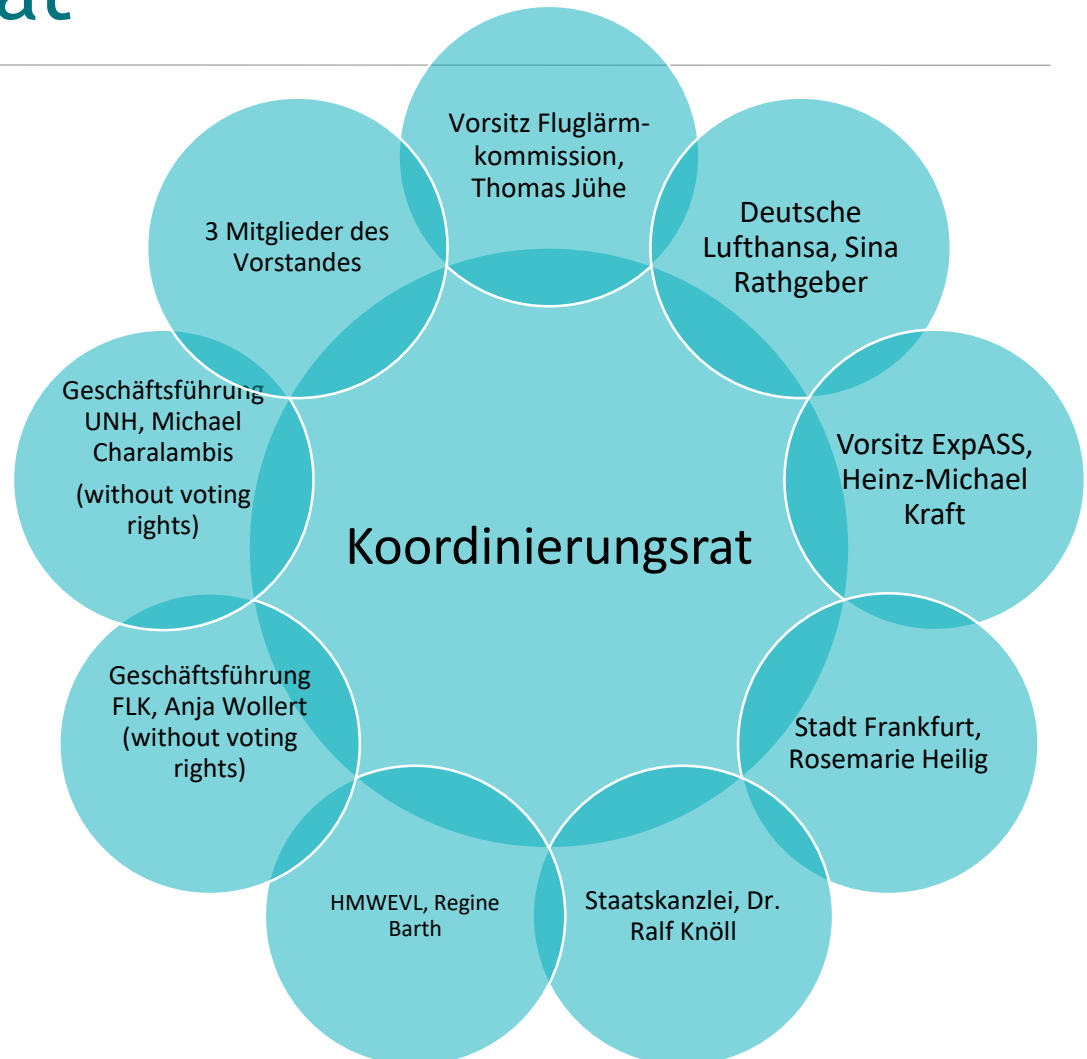 at
Vorsitz Fluglärm-
kommission,
Thomas Jühe
Deutsche
Lufthansa, Sina
Rathgeber
Vorsitz ExpASS,
Heinz-Michael
Kraft
Stadt Frankfurt,
Rosemarie Heilig
Staatskanzlei, Dr.
Ralf Knöll
HMWEVL, Regine
Barth
Geschäftsführung
FLK, Anja Wollert
(without voting
rights)
Geschäftsführung
UNH, Michael
Charalambis
(without voting
rights)
3 Mitglieder des
Vorstandes
Koordinierungsrat